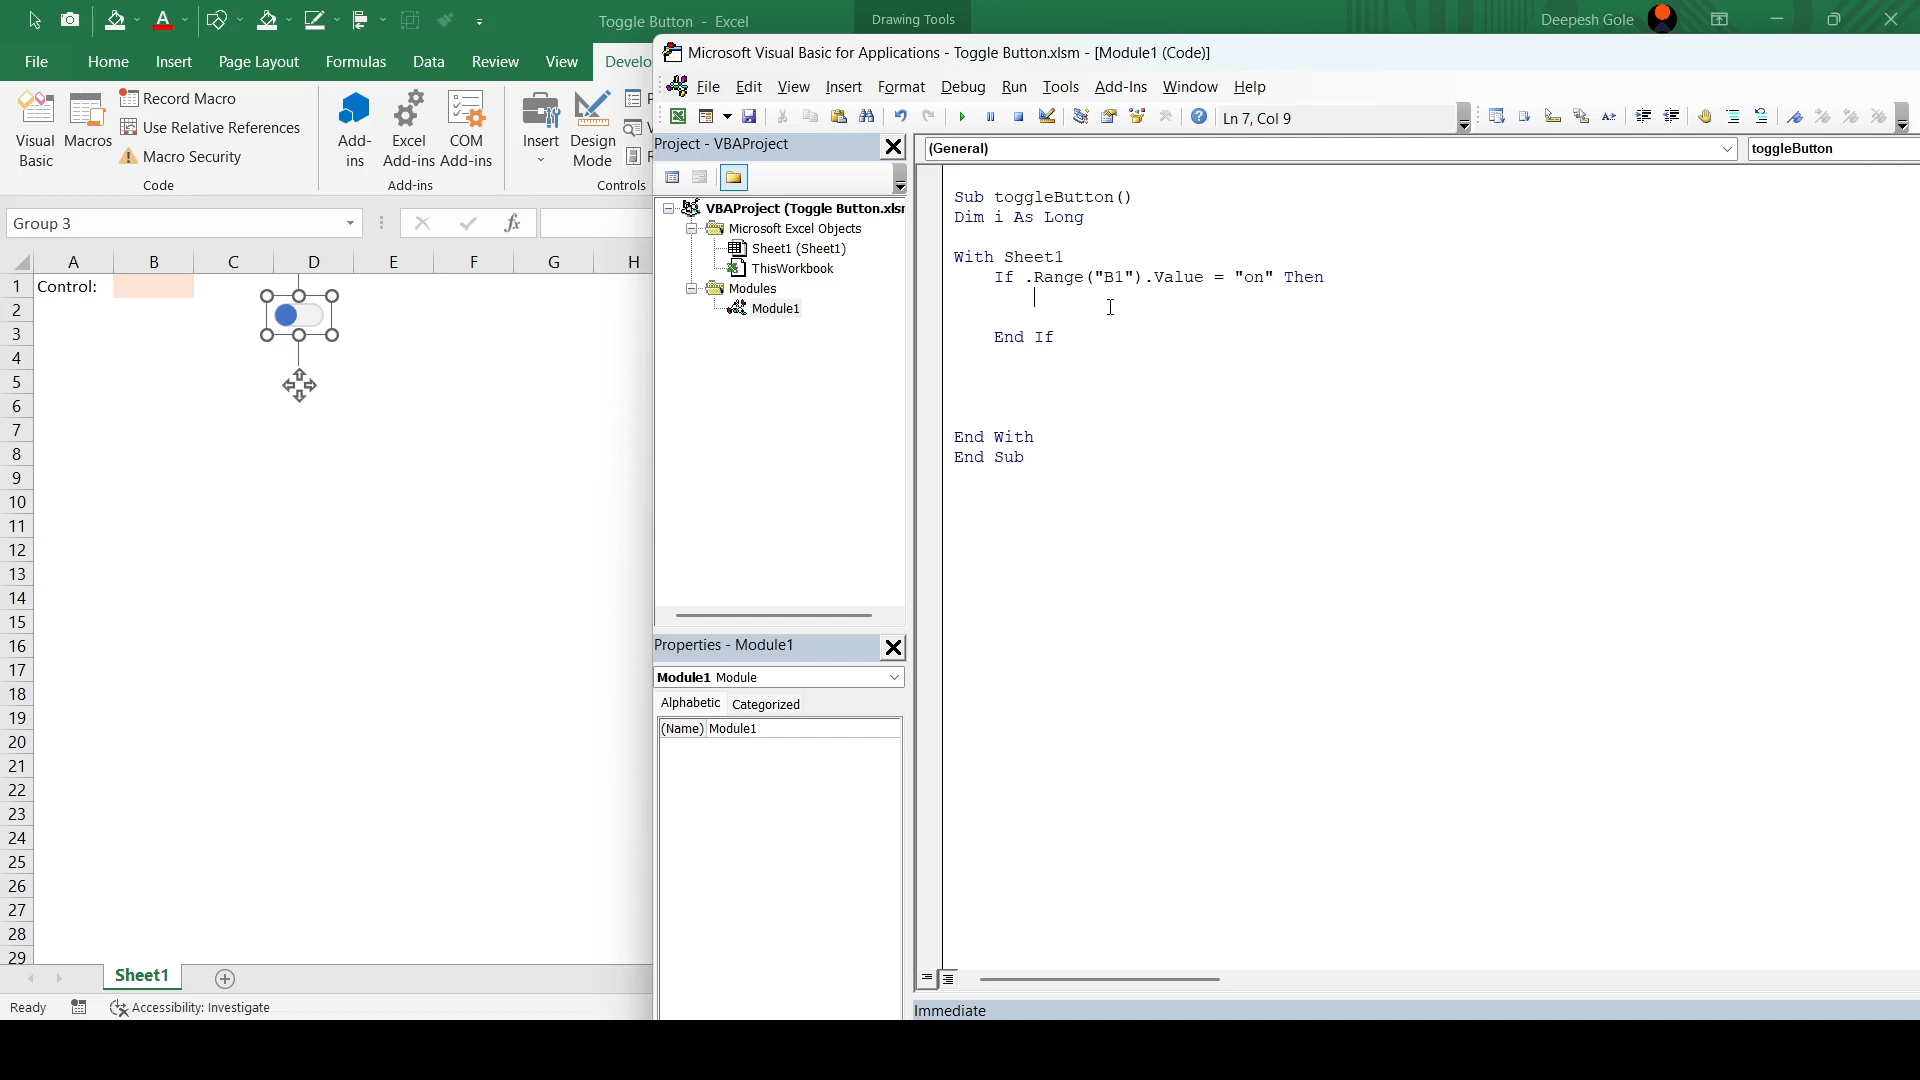 Toggle Button - Excel
Drawing Tools
Deepesh Gole
File
Home
Insert
Page Layout
Formulas
Data
Review
View
Develo
Visual Basic
Macros
Record Macro
Use Relative References
Macro Security
Code
Add-ins
Excel Add-ins
COM Add-ins
Add-ins
Insert
Design Mode
Controls
Group 3
fx
A B C D E F G H
1 Control:
2
3
4
5
6
7
8
9
10
11
12
13
14
15
16
17
18
19
20
21
22
23
24
25
26
27
28
29
Sheet1
Ready
Accessibility: Investigate
Microsoft Visual Basic for Applications - Toggle Button.xlsm - [Module1 (Code)]
File Edit View Insert Format Debug Run Tools Add-Ins Window Help
Ln 7, Col 9
Project - VBAProject
VBAProject (Toggle Button.xlsm
Microsoft Excel Objects
Sheet1 (Sheet1)
ThisWorkbook
Modules
Module1
Properties - Module1
Module1 Module
Alphabetic Categorized
(Name) Module1
(General)
toggleButton
Sub toggleButton()
Dim i As Long
With Sheet1
If .Range("B1").Value = "on" Then
End If
End With
End Sub
Immediate